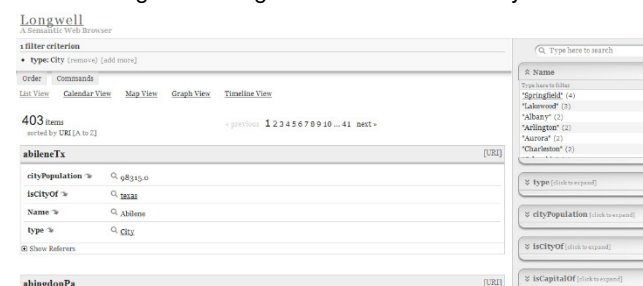 Longwell
A Semantic Web Browser
1 filter criterion
• type: City (remove) [add more]
Order Commands
List View Calendar View Map View Graph View Timeline View
403 items
sorted by URI [A to Z]
« previous 1 2 3 4 5 6 7 8 9 10 ... 41 next »
abileneTx [URI]
cityPopulation 98315.0
isCityOf texas
Name Abilene
type City
Show Referers
abingdonPa [URI]
Type here to search
Name
Type here to filter
"Springfield" (4)
"Lakewood" (3)
"Albany" (2)
"Arlington" (2)
"Aurora" (2)
"Charleston" (2)
type [click to expand]
cityPopulation [click to expand]
isCityOf [click to expand]
isCapitalOf [click to expand]